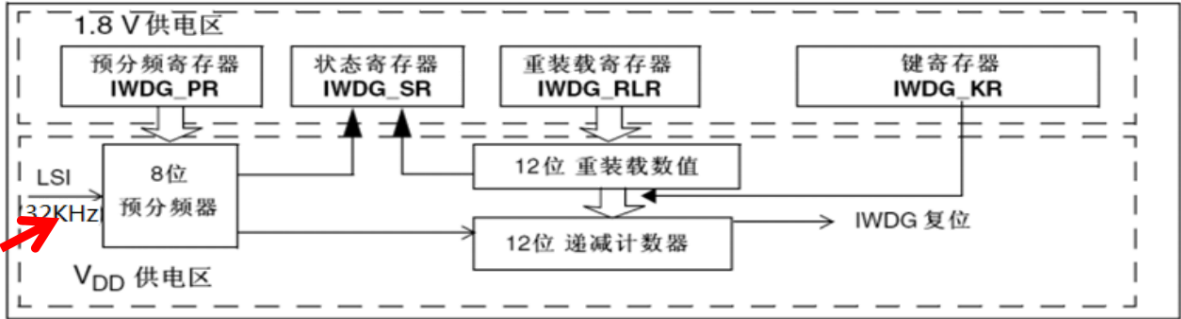 1.8 V 供电区
预分频寄存器
IWDG_PR
状态寄存器
IWDG_SR
重装载寄存器
IWDG_RLR
键寄存器
IWDG_KR
LSI
(32KHz)
8位
预分频器
12位 重装载数值
12位 递减计数器
IWDG 复位
VDD 供电区